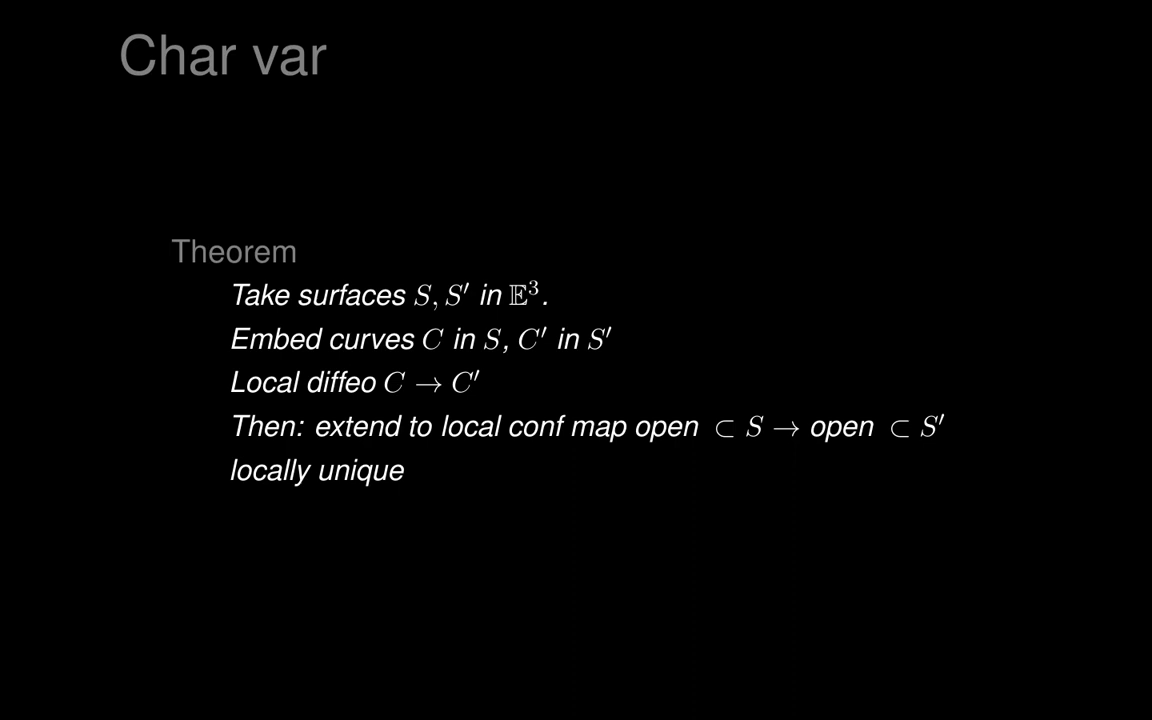 Char var
Theorem
Take surfaces S, S′ in 𝔼³.
Embed curves C in S, C′ in S′
Local diffeo C → C′
Then: extend to local conf map open ⊂ S → open ⊂ S′
locally unique